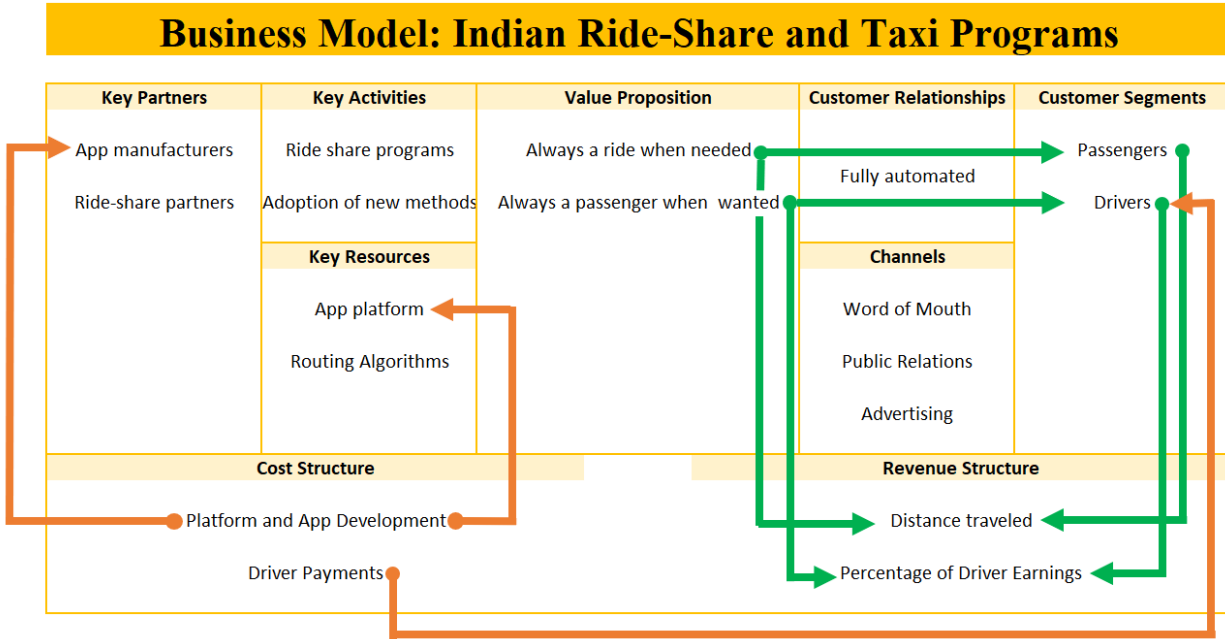 Business Model: Indian Ride-Share and Taxi Programs
Key Partners
App manufacturers
Ride-share partners
Key Activities
Ride share programs
Adoption of new methods
Key Resources
App platform
Routing Algorithms
Value Proposition
Always a ride when needed
Always a passenger when wanted
Customer Relationships
Fully automated
Channels
Word of Mouth
Public Relations
Advertising
Customer Segments
Passengers
Drivers
Cost Structure
Platform and App Development
Driver Payments
Revenue Structure
Distance traveled
Percentage of Driver Earnings